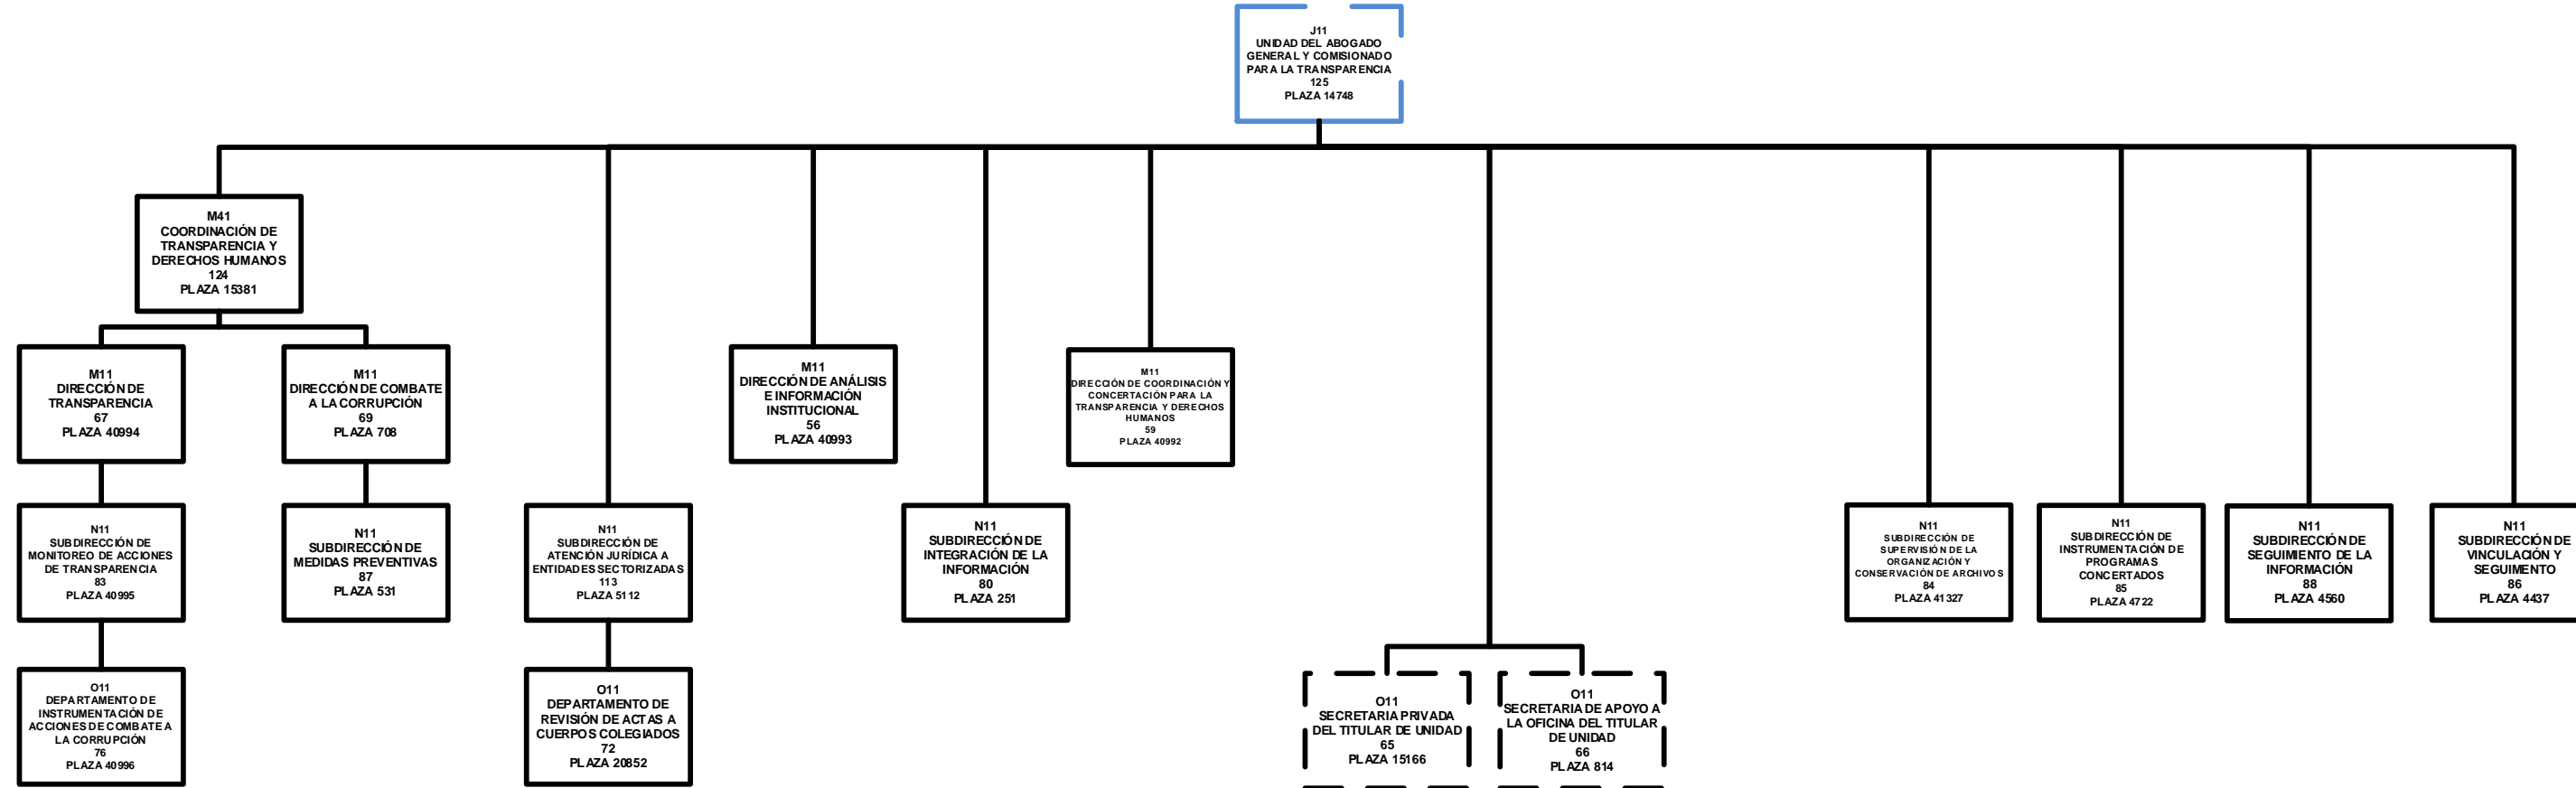 J11
UNIDAD DEL ABOGADO
GENERAL Y COMISIONADO
PARA LA TRANSPARENCIA
125
PLAZA 14748
M41
COORDINACIÓN DE
TRANSPARENCIA Y
DERECHOS HUMANOS
124
PLAZA 15381
M11
DIRECCIÓN DE
TRANSPARENCIA
67
PLAZA 40994
M11
DIRECCIÓN DE COMBATE
A LA CORRUPCIÓN
69
PLAZA 708
M11
DIRECCIÓN DE ANÁLISIS
E INFORMACIÓN
INSTITUCIONAL
56
PLAZA 40993
M11
DIRECCIÓN DE COORDINACIÓN Y
CONCERTACIÓN PARA LA
TRANSPARENCIA Y DERECHOS
HUMANOS
59
PLAZA 40992
N11
SUBDIRECCIÓN DE
MONITOREO DE ACCIONES
DE TRANSPARENCIA
83
PLAZA 40995
N11
SUBDIRECCIÓN DE
MEDIDAS PREVENTIVAS
87
PLAZA 531
N11
SUBDIRECCIÓN DE
ATENCIÓN JURÍDICA A
ENTIDADES SECTORIZADAS
113
PLAZA 5112
N11
SUBDIRECCIÓN DE
INTEGRACIÓN DE LA
INFORMACIÓN
80
PLAZA 251
N11
SUBDIRECCIÓN DE
SUPERVISIÓN DE LA
ORGANIZACIÓN Y
CONSERVACIÓN DE ARCHIVOS
84
PLAZA 41327
N11
SUBDIRECCIÓN DE
INSTRUMENTACIÓN DE
PROGRAMAS
CONCERTADOS
85
PLAZA 4722
N11
SUBDIRECCIÓN DE
SEGUIMIENTO DE LA
INFORMACIÓN
88
PLAZA 4560
N11
SUBDIRECCIÓN DE
VINCULACIÓN Y
SEGUIMENTO
86
PLAZA 4437
O11
DEPARTAMENTO DE
INSTRUMENTACIÓN DE
ACCIONES DE COMBATE A
LA CORRUPCIÓN
76
PLAZA 40996
O11
DEPARTAMENTO DE
REVISIÓN DE ACTAS A
CUERPOS COLEGIADOS
72
PLAZA 20852
O11
SECRETARIA PRIVADA
DEL TITULAR DE UNIDAD
65
PLAZA 15166
O11
SECRETARIA DE APOYO A
LA OFICINA DEL TITULAR
DE UNIDAD
66
PLAZA 814